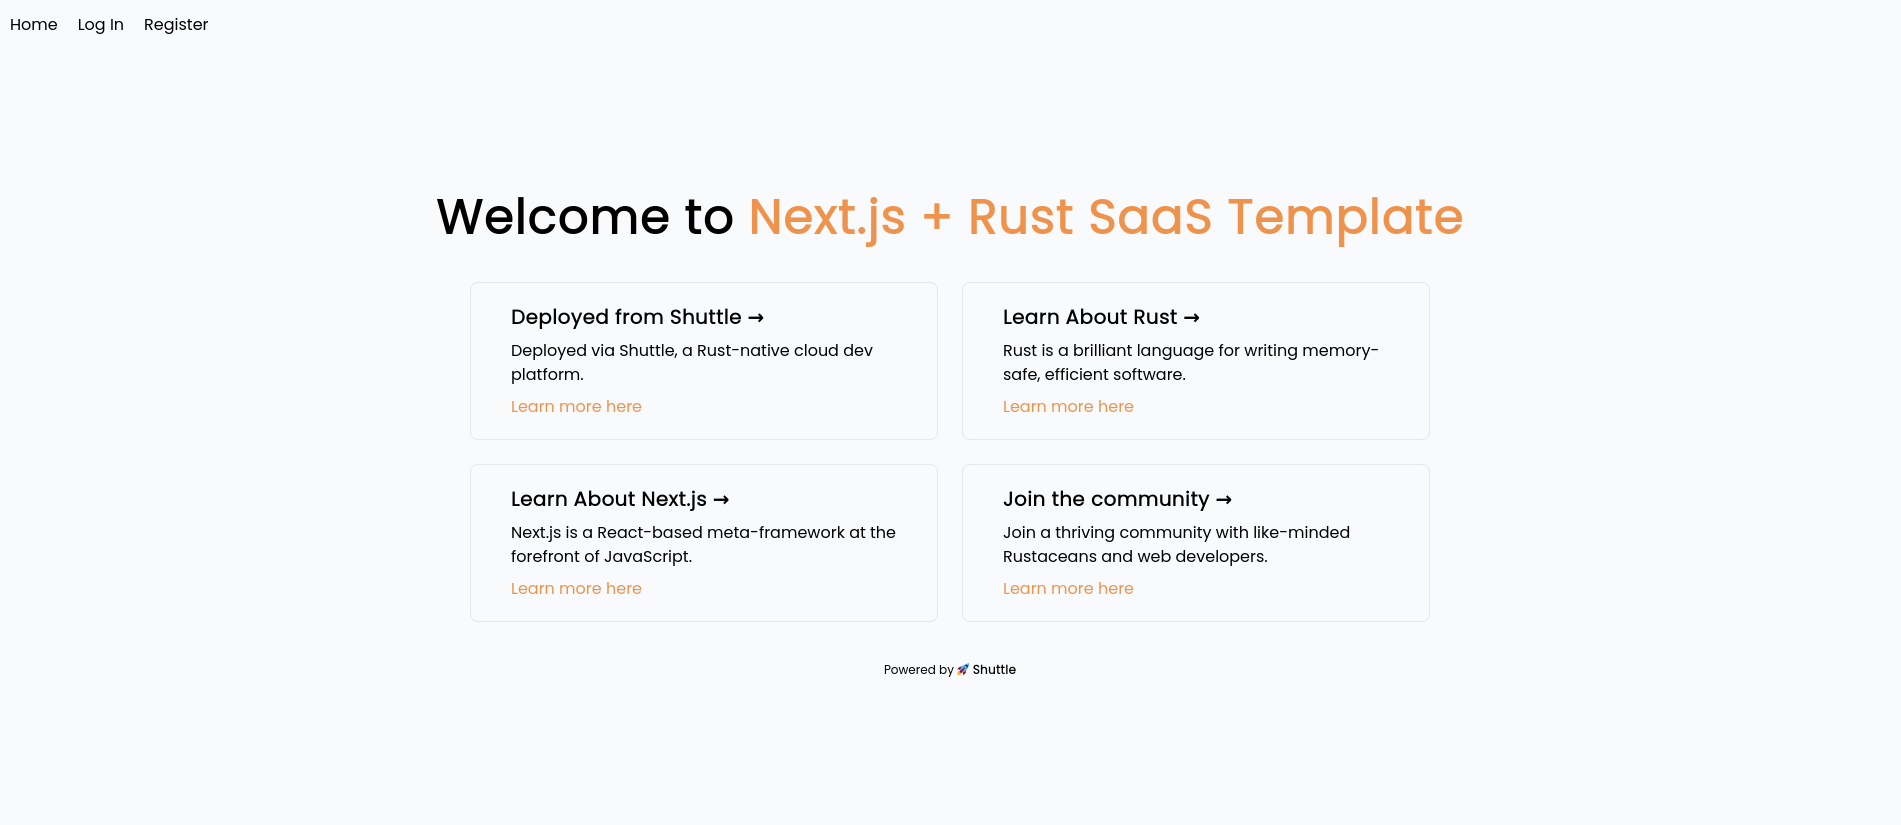 Home Log In Register
Welcome to Next.js + Rust SaaS Template
Deployed from Shuttle →
Deployed via Shuttle, a Rust-native cloud dev
platform.
Learn more here
Learn About Rust →
Rust is a brilliant language for writing memory-
safe, efficient software.
Learn more here
Learn About Next.js →
Next.js is a React-based meta-framework at the
forefront of JavaScript.
Learn more here
Join the community →
Join a thriving community with like-minded
Rustaceans and web developers.
Learn more here
Powered by 🚀 Shuttle